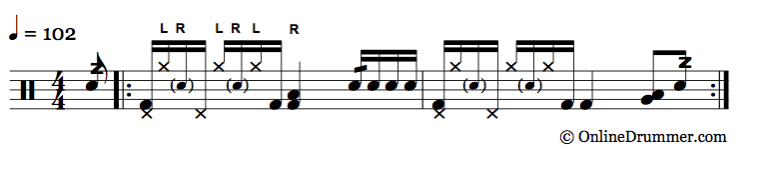 = 102
L R L R L R
4
4
z z
( ) ( ) ( ) ( )
© OnlineDrummer.com